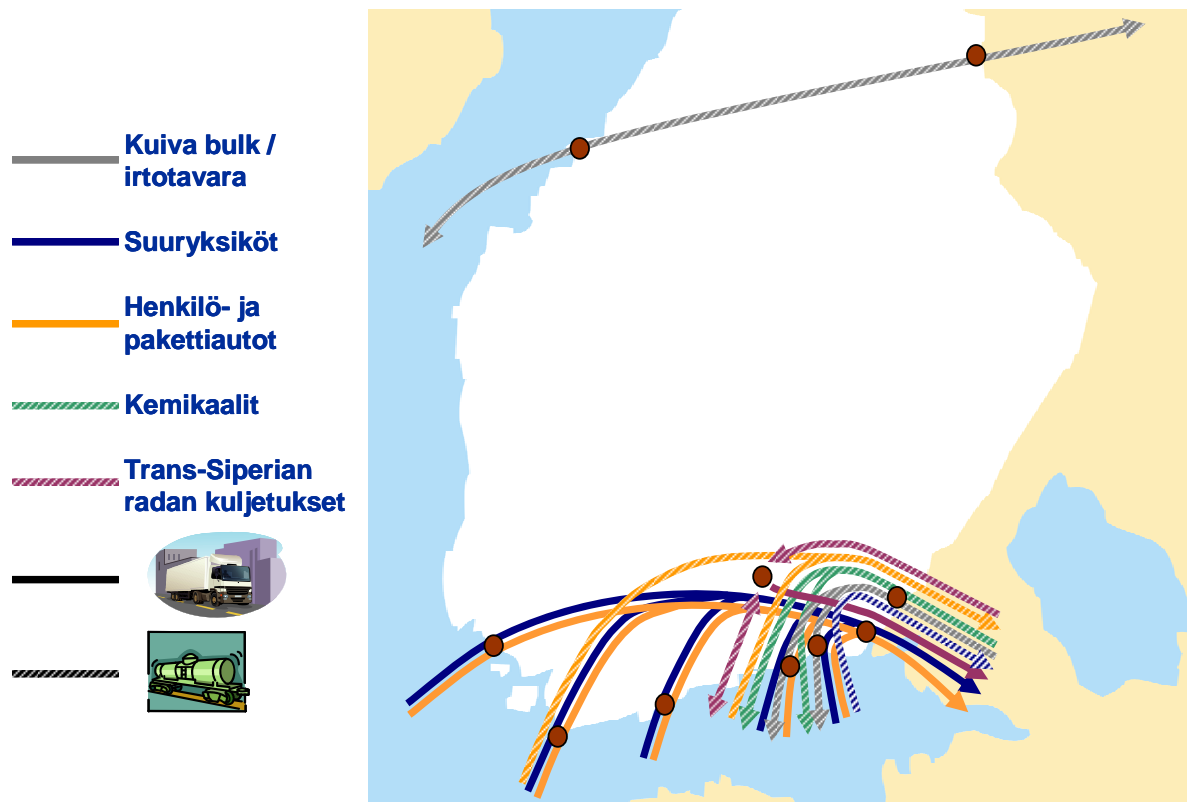 Kuiva bulk /
irtotavara
Suuryksiköt
Henkilö- ja
pakettiautot
Kemikaalit
Trans-Siperian
radan kuljetukset